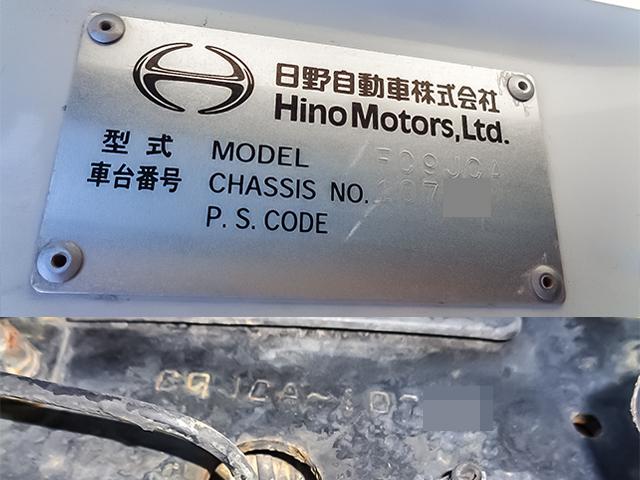 日野自動車株式会社
Hino Motors, Ltd.
型式 MODEL FC9JCA
車台番号 CHASSIS NO. 107
P. S. CODE
C9JCA-107